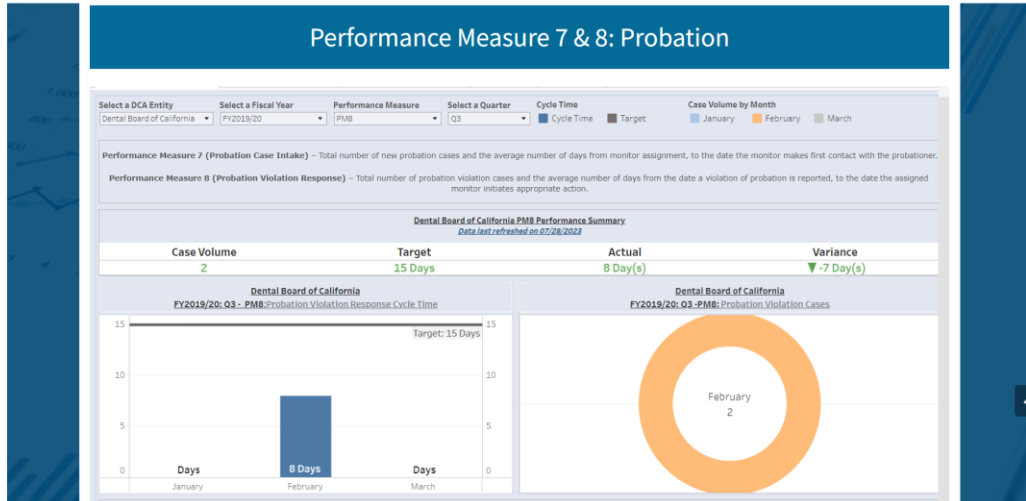 Performance Measure 7 & 8: Probation
Select a DCA Entity
Select a Fiscal Year
Performance Measure
Select a Quarter
Cycle Time
Case Volume by Month
Dental Board of California
FY2019/20
PM8
Q3
Cycle Time
Target
January
February
March
Performance Measure 7 (Probation Case Intake) – Total number of new probation cases and the average number of days from monitor assignment, to the date the monitor makes first contact with the probationer.
Performance Measure 8 (Probation Violation Response) – Total number of probation violation cases and the average number of days from the date a violation of probation is reported, to the date the assigned
monitor initiates appropriate action.
Dental Board of California PM8 Performance Summary
Data last refreshed on 07/28/2023
Case Volume
Target
Actual
Variance
2
15 Days
8 Day(s)
▼ -7 Day(s)
Dental Board of California
FY2019/20: Q3 - PM8:Probation Violation Response Cycle Time
15
15
Target: 15 Days
10
10
5
5
0
Days
8 Days
Days
0
January
February
March
Dental Board of California
FY2019/20: Q3 -PM8: Probation Violation Cases
February
2